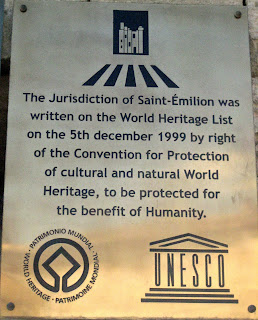 The Jurisdiction of Saint-Émilion was
written on the World Heritage List
on the 5th december 1999 by right
of the Convention for Protection
of cultural and natural World
Heritage, to be protected for
the benefit of Humanity.
PATRIMONIO MUNDIAL · WORLD HERITAGE · PATRIMOINE MONDIAL ·
UNESCO